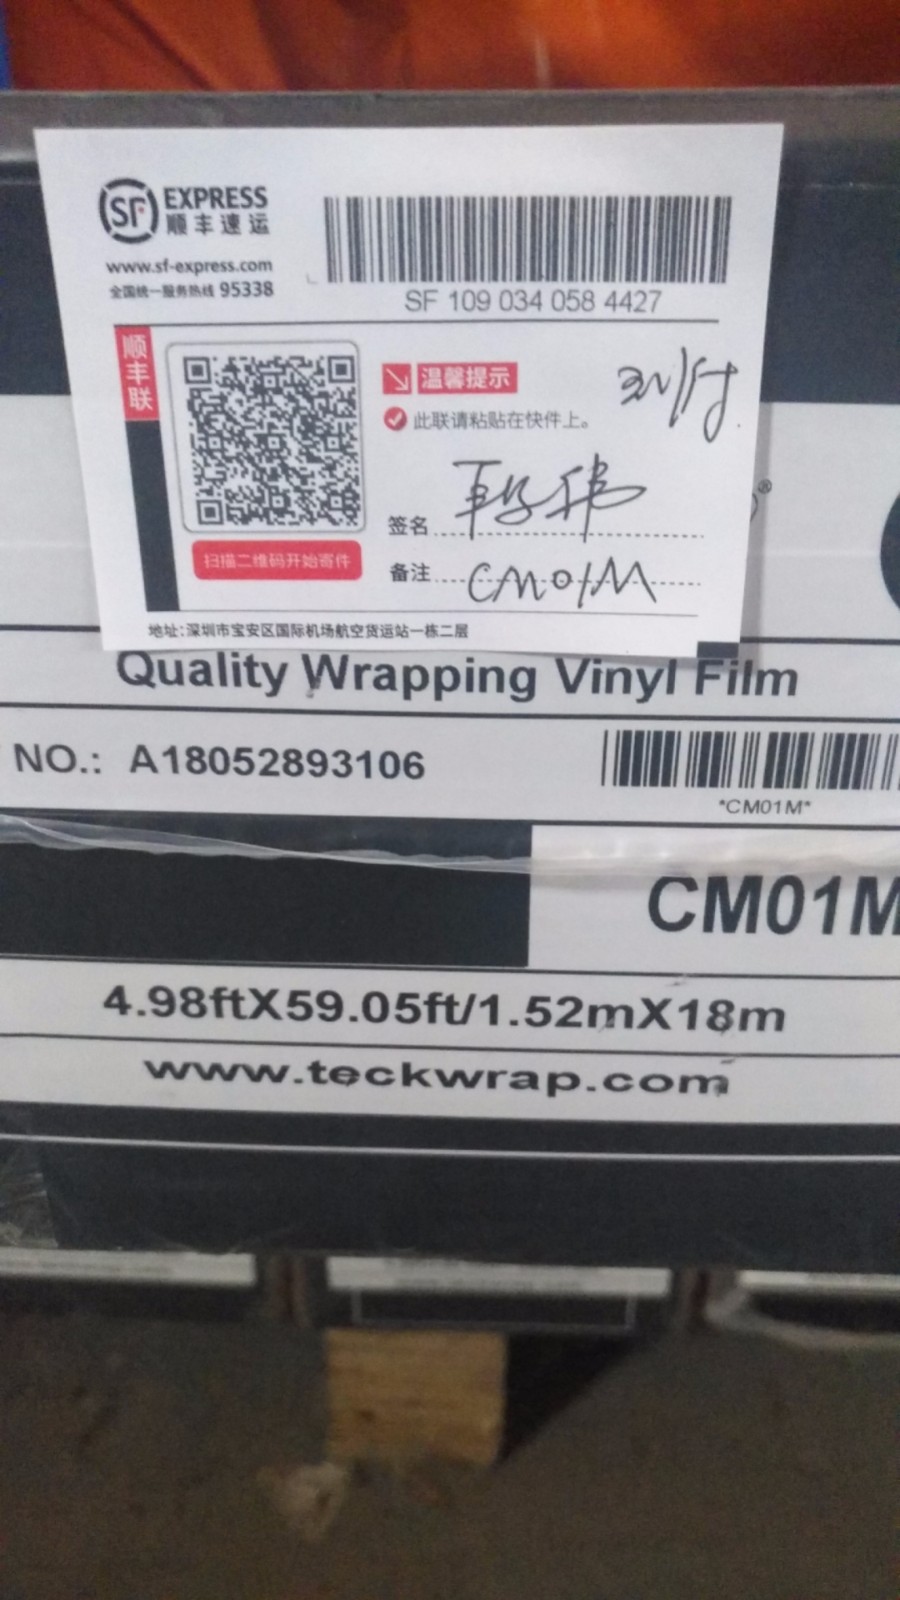 SF EXPRESS
顺丰速运
www.sf-express.com
全国统一服务热线 95338
SF 109 034 058 4427
顺丰联
温馨提示
此联请粘贴在快件上。
签名
扫描二维码开始寄件
备注 CM01M
地址:深圳市宝安区国际机场航空货运站一栋二层
®
Quality Wrapping Vinyl Film
NO.: A18052893106
*CM01M*
CM01M
4.98ftX59.05ft/1.52mX18m
www.teckwrap.com